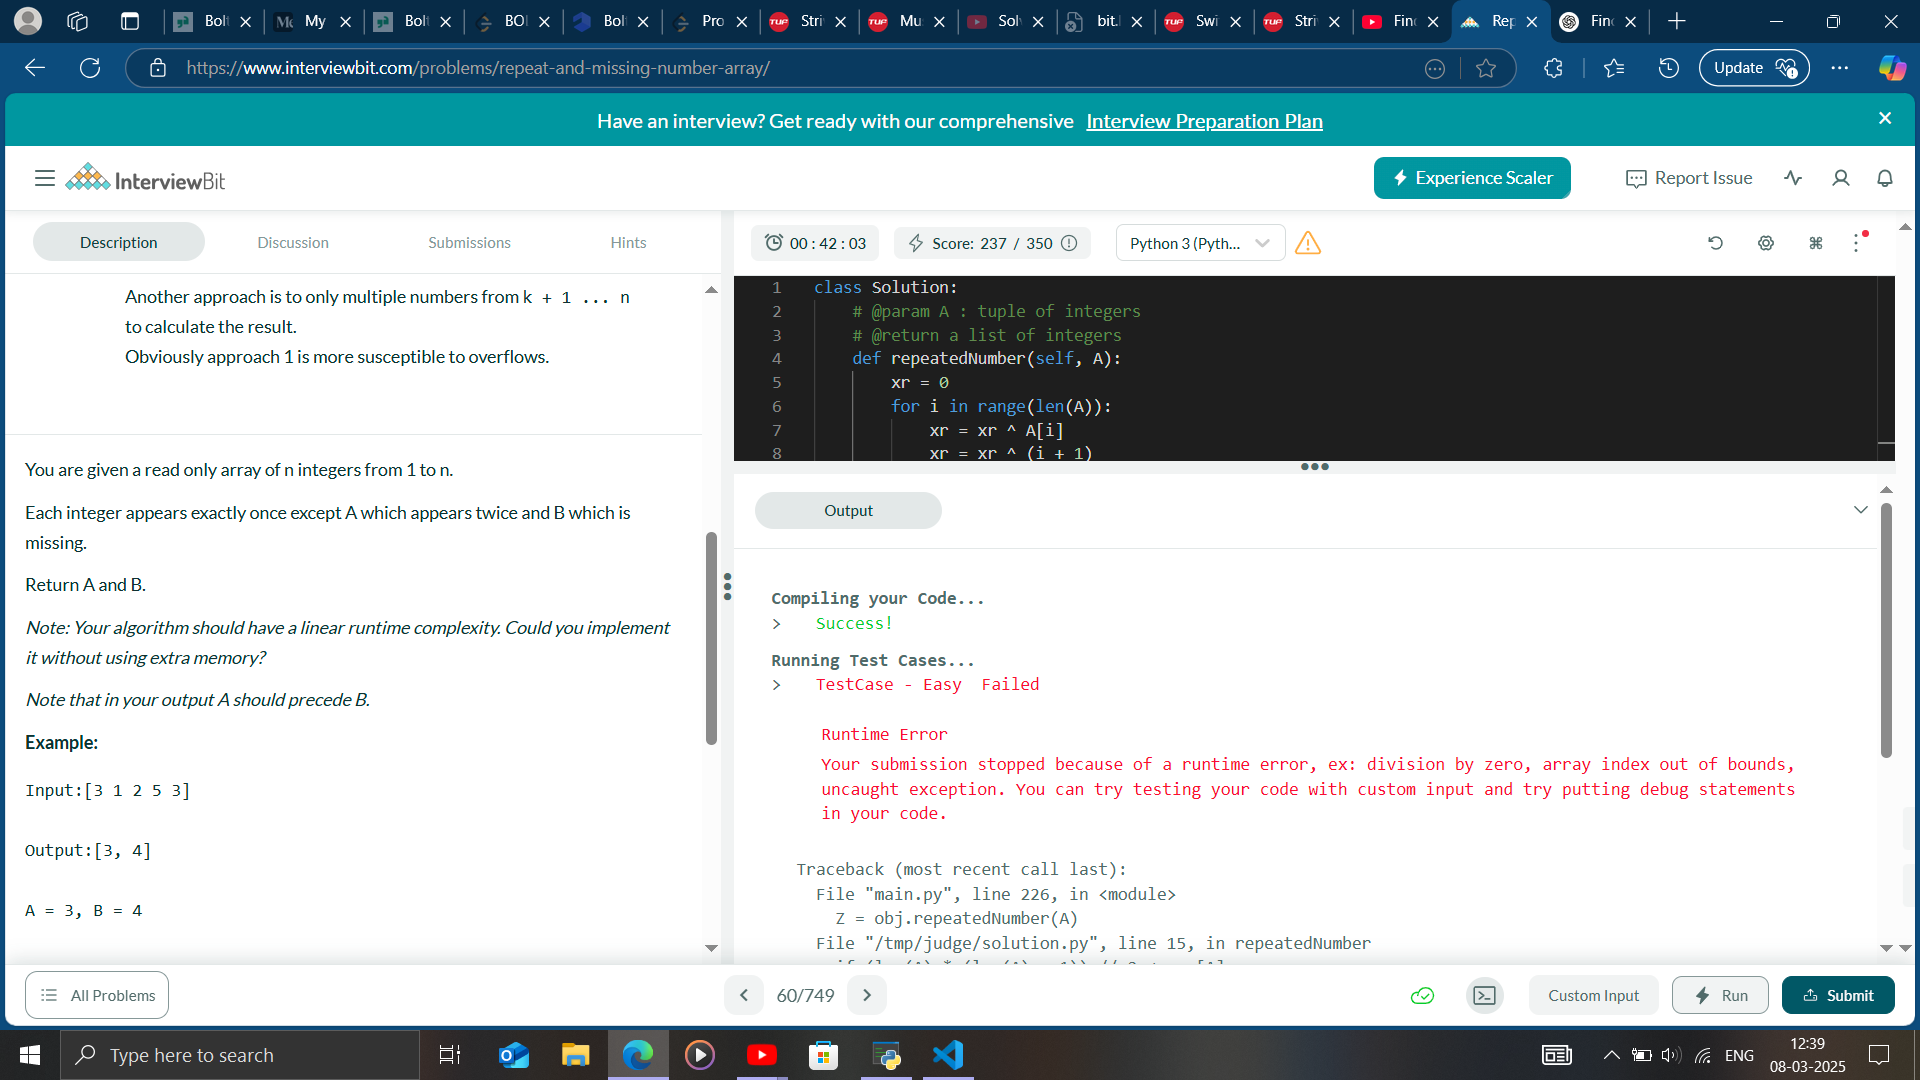 Bolt
My
Bolt
BO
Bol
Pro
Stri
Mu
Sol
bit.l
Swi
Stri
Find
Rep
Find
https://www.interviewbit.com/problems/repeat-and-missing-number-array/
Update
Have an interview? Get ready with our comprehensive Interview Preparation Plan
InterviewBit
Experience Scaler
Report Issue
Description
Discussion
Submissions
Hints
Another approach is to only multiple numbers from k + 1 ... n
to calculate the result.
Obviously approach 1 is more susceptible to overflows.
You are given a read only array of n integers from 1 to n.
Each integer appears exactly once except A which appears twice and B which is
missing.
Return A and B.
Note: Your algorithm should have a linear runtime complexity. Could you implement
it without using extra memory?
Note that in your output A should precede B.
Example:
Input:[3 1 2 5 3]
Output:[3, 4]
A = 3, B = 4
00 : 42 : 03
Score: 237 / 350
Python 3 (Pyth...
1 class Solution:
2 # @param A : tuple of integers
3 # @return a list of integers
4 def repeatedNumber(self, A):
5 xr = 0
6 for i in range(len(A)):
7 xr = xr ^ A[i]
8 xr = xr ^ (i + 1)
Output
Compiling your Code...
> Success!
Running Test Cases...
> TestCase - Easy Failed
Runtime Error
Your submission stopped because of a runtime error, ex: division by zero, array index out of bounds,
uncaught exception. You can try testing your code with custom input and try putting debug statements
in your code.
Traceback (most recent call last):
File "main.py", line 226, in <module>
Z = obj.repeatedNumber(A)
File "/tmp/judge/solution.py", line 15, in repeatedNumber
All Problems
60/749
Custom Input
Run
Submit
Type here to search
ENG
12:39
08-03-2025